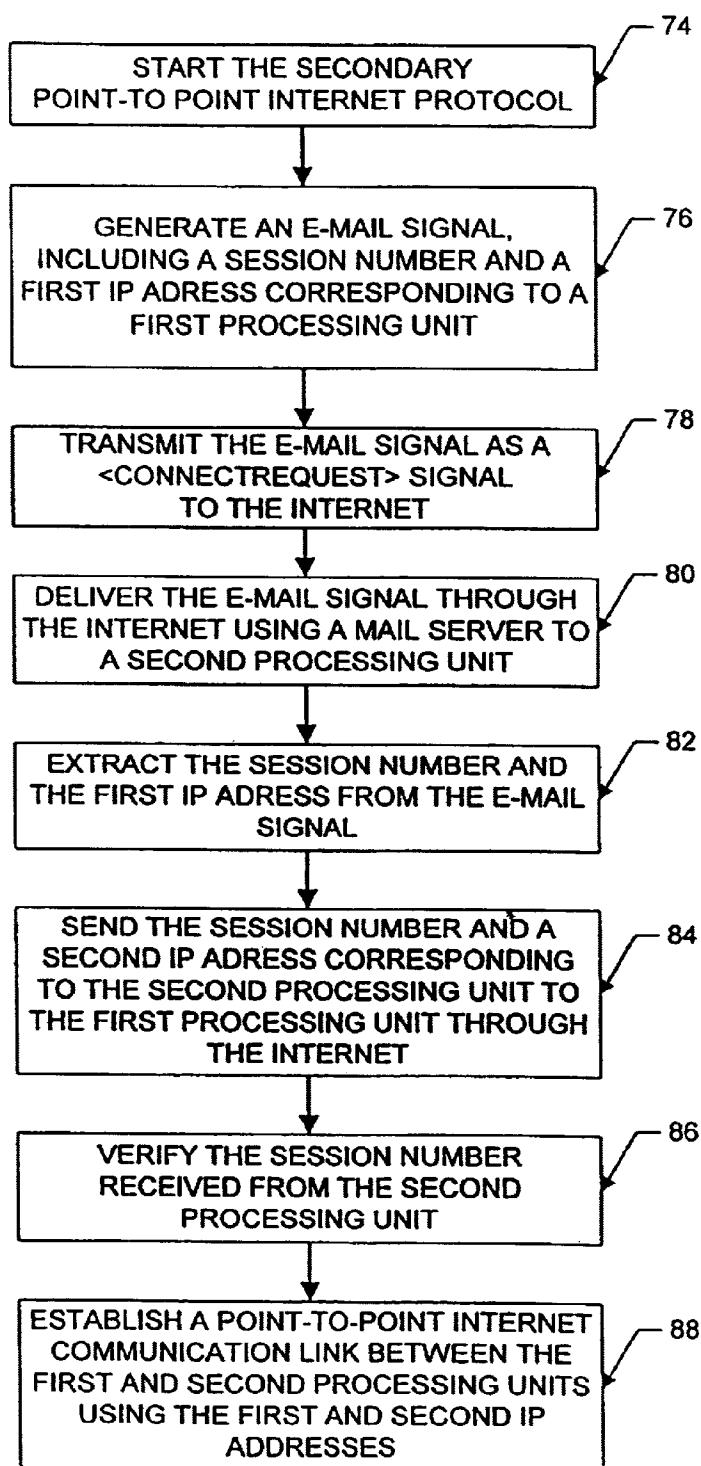 74
START THE SECONDARY
POINT-TO POINT INTERNET PROTOCOL
76
GENERATE AN E-MAIL SIGNAL,
INCLUDING A SESSION NUMBER AND A
FIRST IP ADRESS CORRESPONDING TO A
FIRST PROCESSING UNIT
78
TRANSMIT THE E-MAIL SIGNAL AS A
<CONNECTREQUEST> SIGNAL
TO THE INTERNET
80
DELIVER THE E-MAIL SIGNAL THROUGH
THE INTERNET USING A MAIL SERVER TO
A SECOND PROCESSING UNIT
82
EXTRACT THE SESSION NUMBER AND
THE FIRST IP ADRESS FROM THE E-MAIL
SIGNAL
84
SEND THE SESSION NUMBER AND A
SECOND IP ADRESS CORRESPONDING
TO THE SECOND PROCESSING UNIT TO
THE FIRST PROCESSING UNIT THROUGH
THE INTERNET
86
VERIFY THE SESSION NUMBER
RECEIVED FROM THE SECOND
PROCESSING UNIT
88
ESTABLISH A POINT-TO-POINT INTERNET
COMMUNICATION LINK BETWEEN THE
FIRST AND SECOND PROCESSING UNITS
USING THE FIRST AND SECOND IP
ADDRESSES